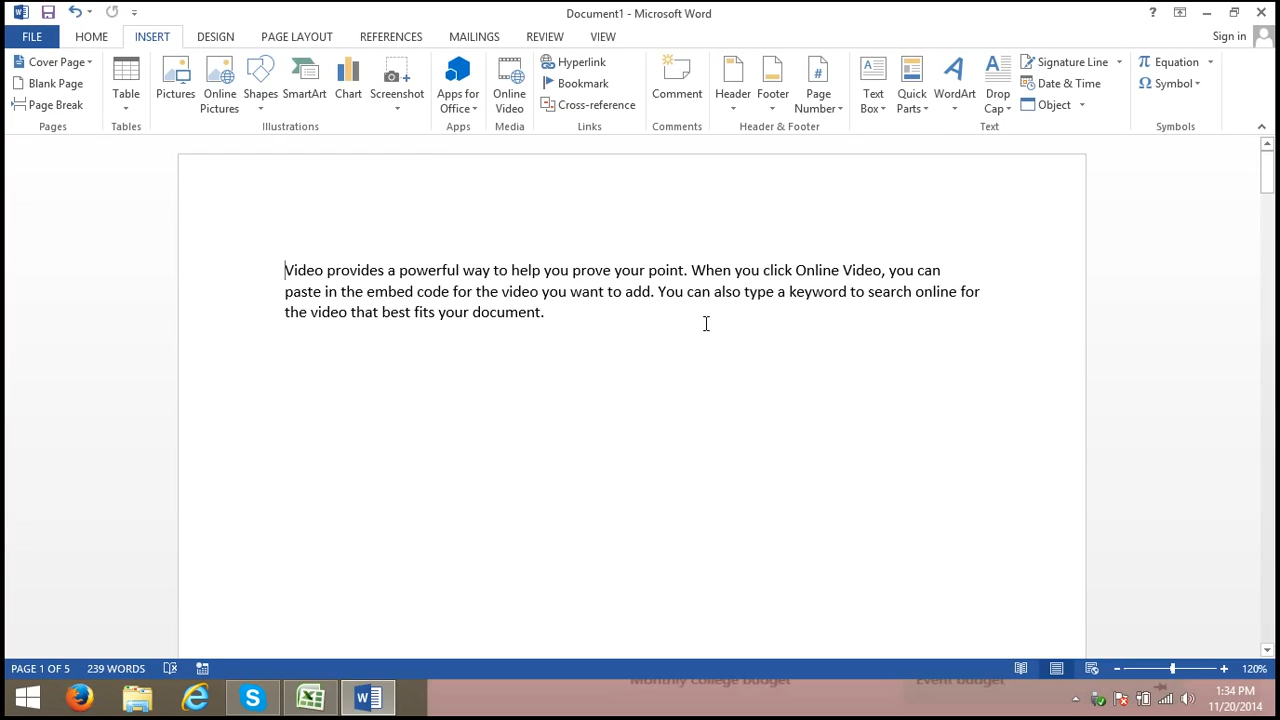 Document1 - Microsoft Word
?
FILE
HOME
INSERT
DESIGN
PAGE LAYOUT
REFERENCES
MAILINGS
REVIEW
VIEW
Sign in
Cover Page
Blank Page
Page Break
Pages
Table
Tables
Pictures
Online
Pictures
Shapes
SmartArt
Chart
Screenshot
Illustrations
Apps for
Office
Apps
Online
Video
Media
Hyperlink
Bookmark
Cross-reference
Links
Comment
Comments
Header
Footer
Page
Number
Header & Footer
Text
Box
Quick
Parts
WordArt
Drop
Cap
Signature Line
Date & Time
Object
Text
π Equation
Ω Symbol
Symbols
Video provides a powerful way to help you prove your point. When you click Online Video, you can
paste in the embed code for the video you want to add. You can also type a keyword to search online for
the video that best fits your document.
PAGE 1 OF 5
239 WORDS
120%
Monthly college budget
Event budget
1:34 PM
11/20/2014